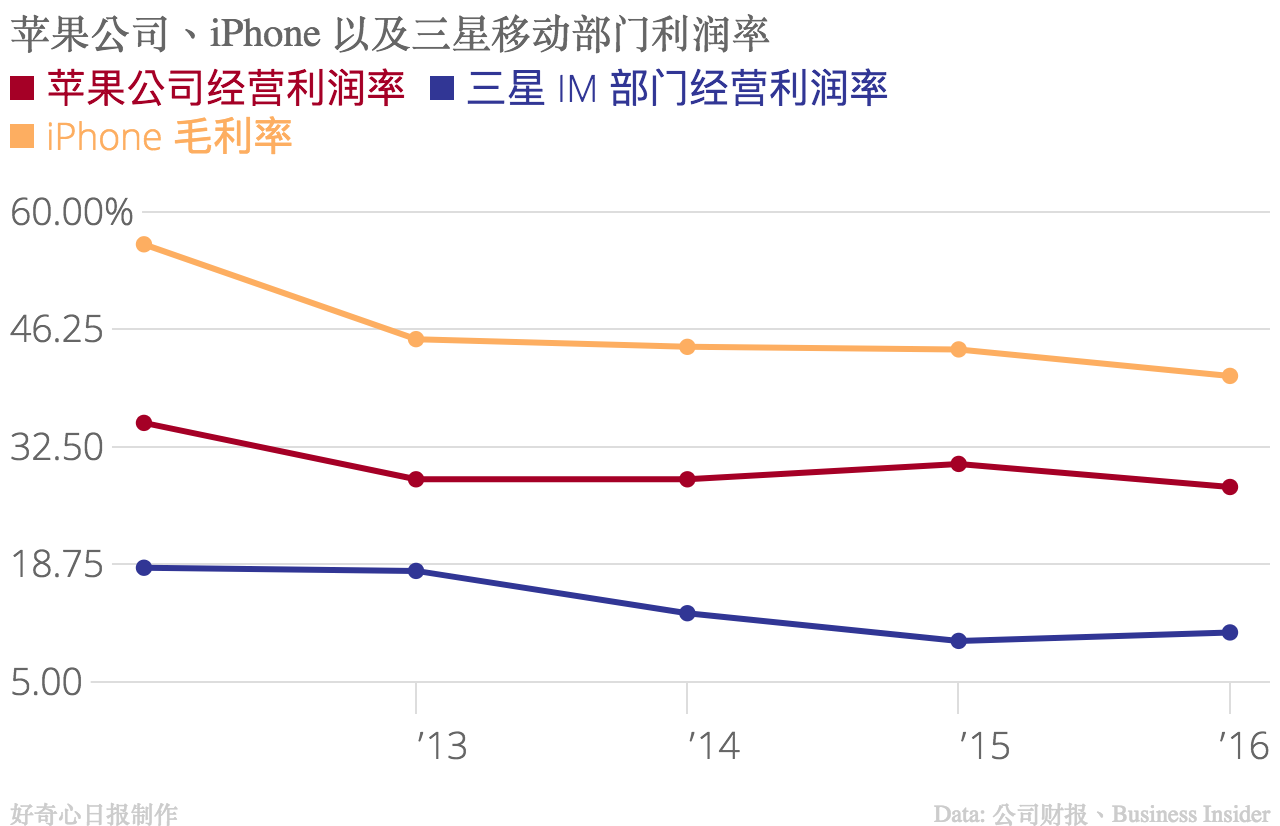 苹果公司、iPhone 以及三星移动部门利润率
苹果公司经营利润率 三星 IM 部门经营利润率
iPhone 毛利率
60.00%
46.25
32.50
18.75
5.00
’13 ’14 ’15 ’16
好奇心日报制作 Data: 公司财报、Business Insider